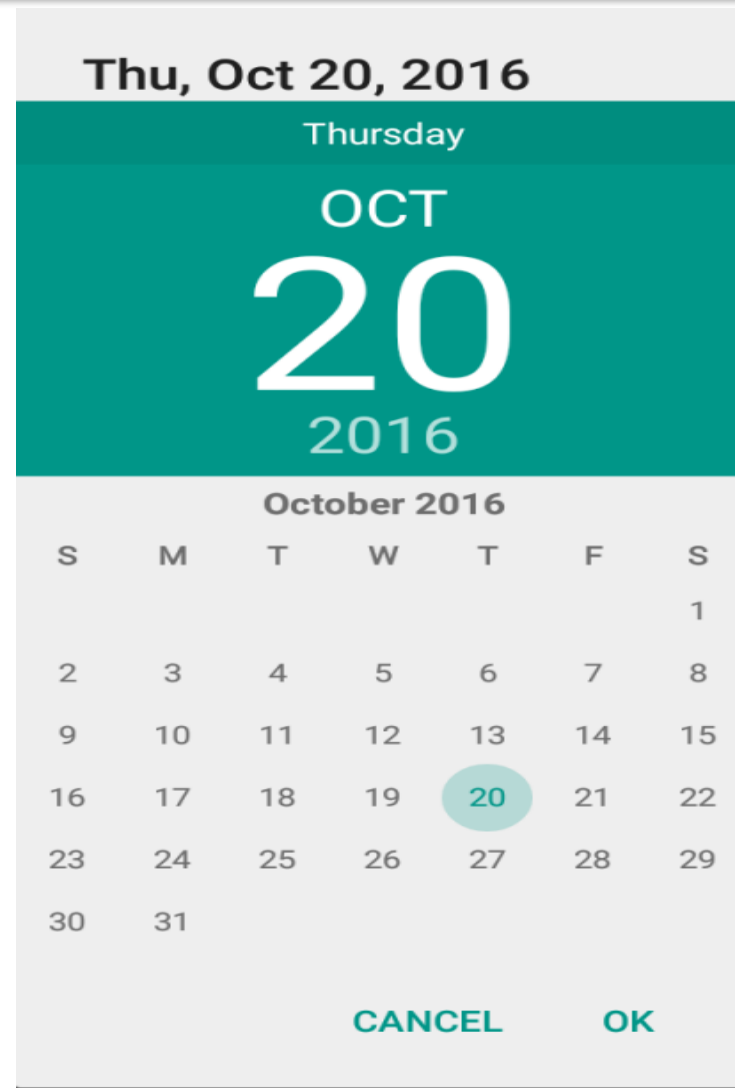 Thu, Oct 20, 2016
Thursday
OCT
20
2016
October 2016
S M T W T F S
1
2 3 4 5 6 7 8
9 10 11 12 13 14 15
16 17 18 19 20 21 22
23 24 25 26 27 28 29
30 31
CANCEL OK